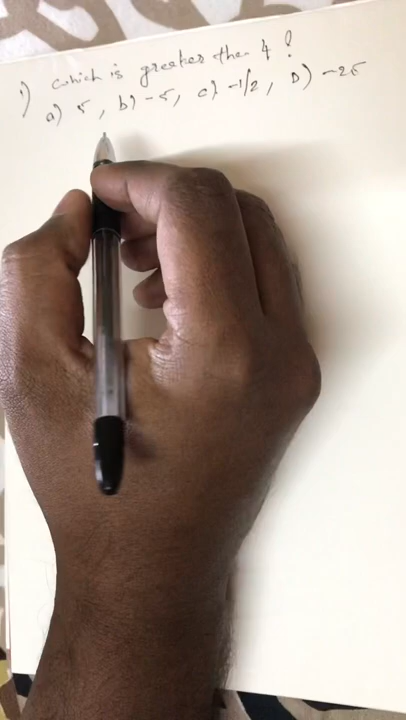 1) which is greater than 4 ?
a) 5 , b) -5, c) -1/2 , D) -25